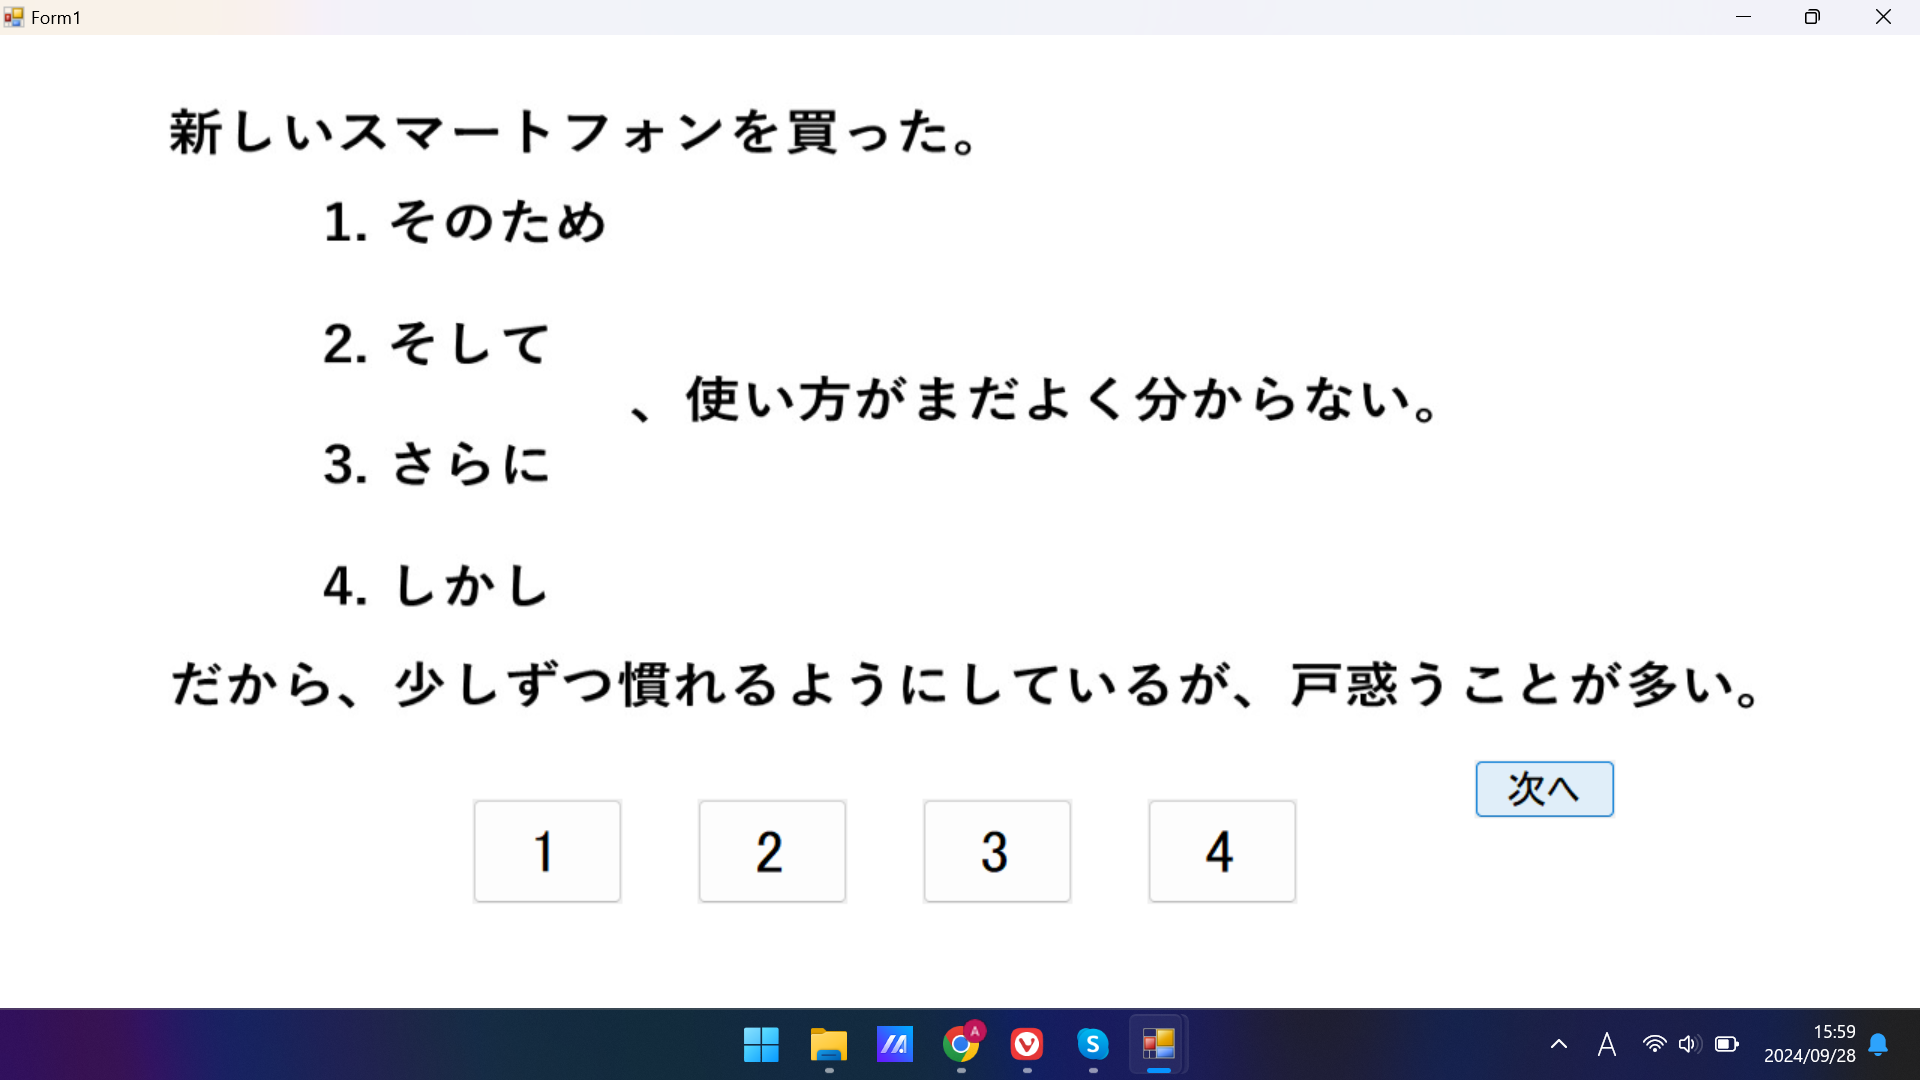 Form1
新しいスマートフォンを買った。
1. そのため
2. そして
、使い方がまだよく分からない。
3. さらに
4. しかし
だから、少しずつ慣れるようにしているが、戸惑うことが多い。
次へ
1 2 3 4
A
S
A
15:59
2024/09/28